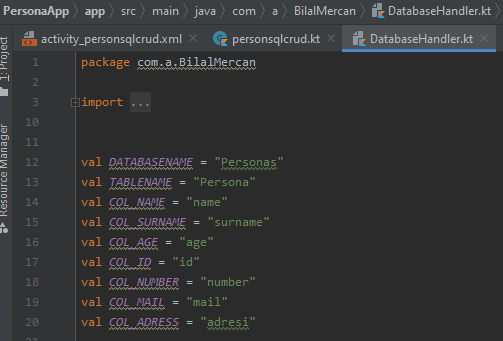 PersonaApp app src main java com a BilalMercan DatabaseHandler.kt
activity_personsqlcrud.xml personsqlcrud.kt DatabaseHandler.kt
1: Project
Resource Manager
1 package com.a.BilalMercan
3 import ...
10
11
12 val DATABASENAME = "Personas"
13 val TABLENAME = "Persona"
14 val COL_NAME = "name"
15 val COL_SURNAME = "surname"
16 val COL_AGE = "age"
17 val COL_ID = "id"
18 val COL_NUMBER = "number"
19 val COL_MAIL = "mail"
20 val COL_ADRESS = "adresi"